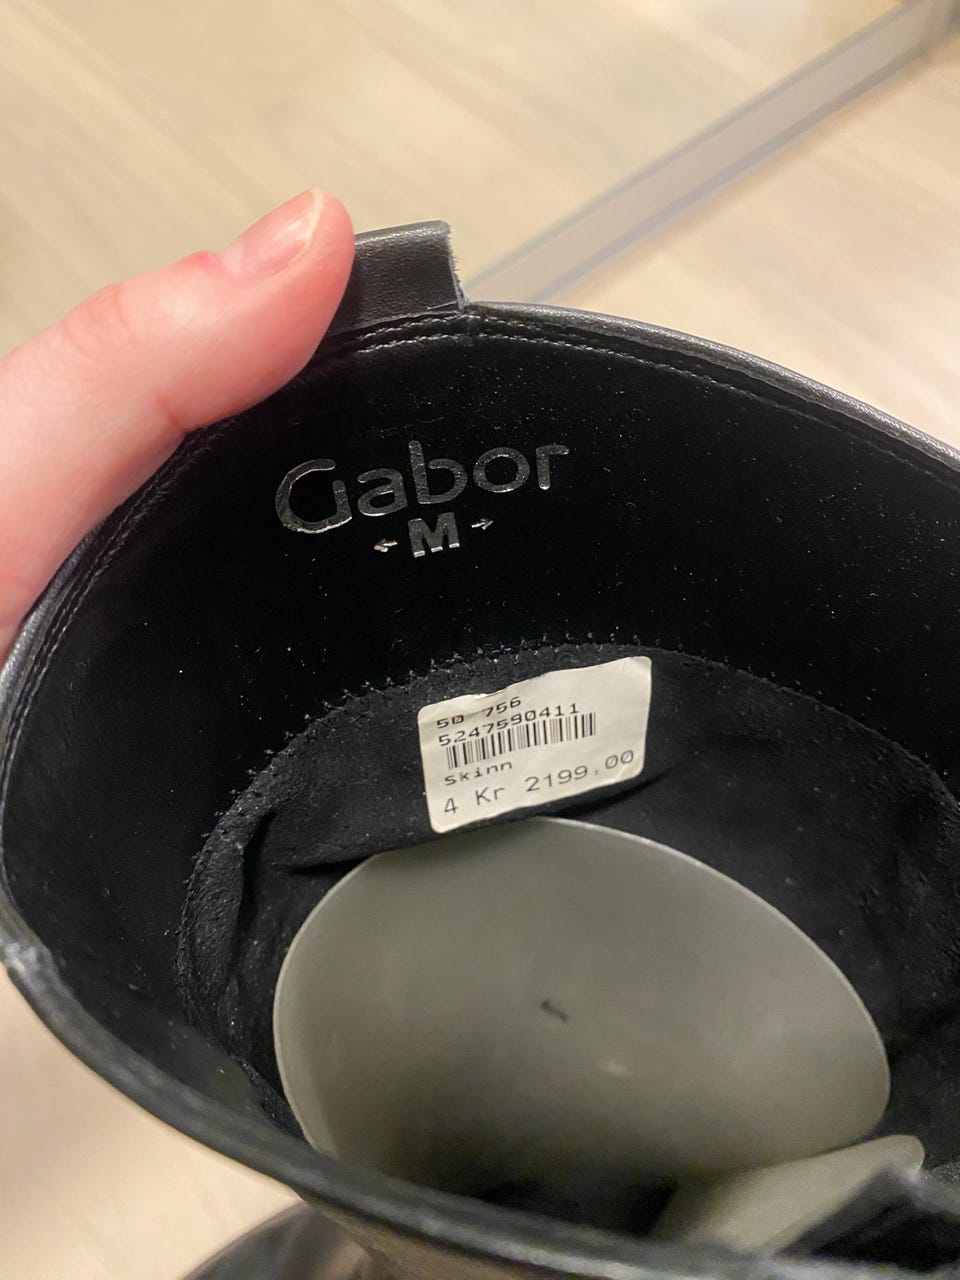 Gabor
←M→
50 756
5247590411
Skinn
4 Kr 2199,00